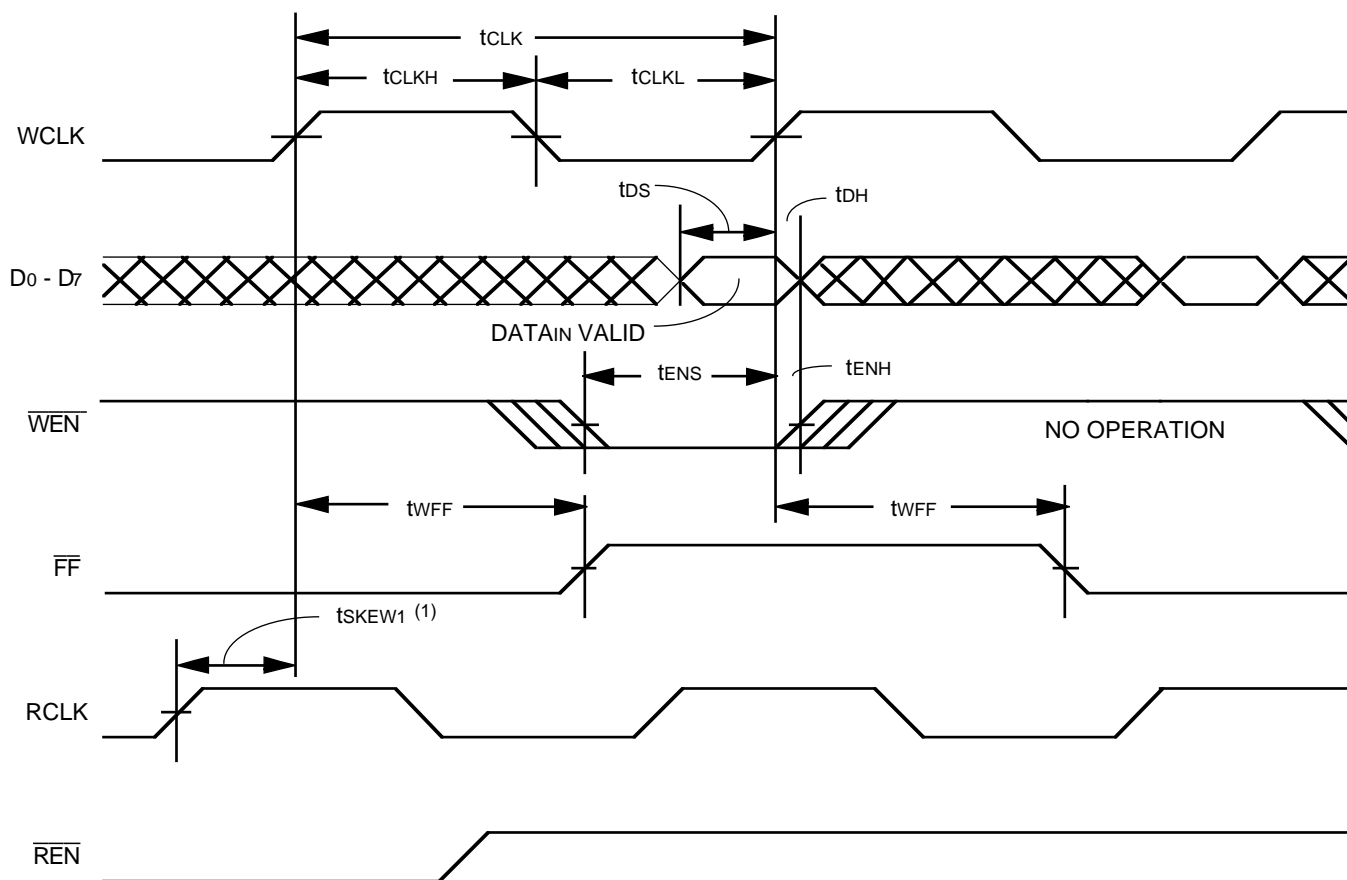 tCLK
tCLKH
tCLKL
WCLK
tDS
tDH
D0 - D7
DATAIN VALID
tENS
tENH
WEN
NO OPERATION
tWFF
tWFF
FF
tSKEW1 (1)
RCLK
REN